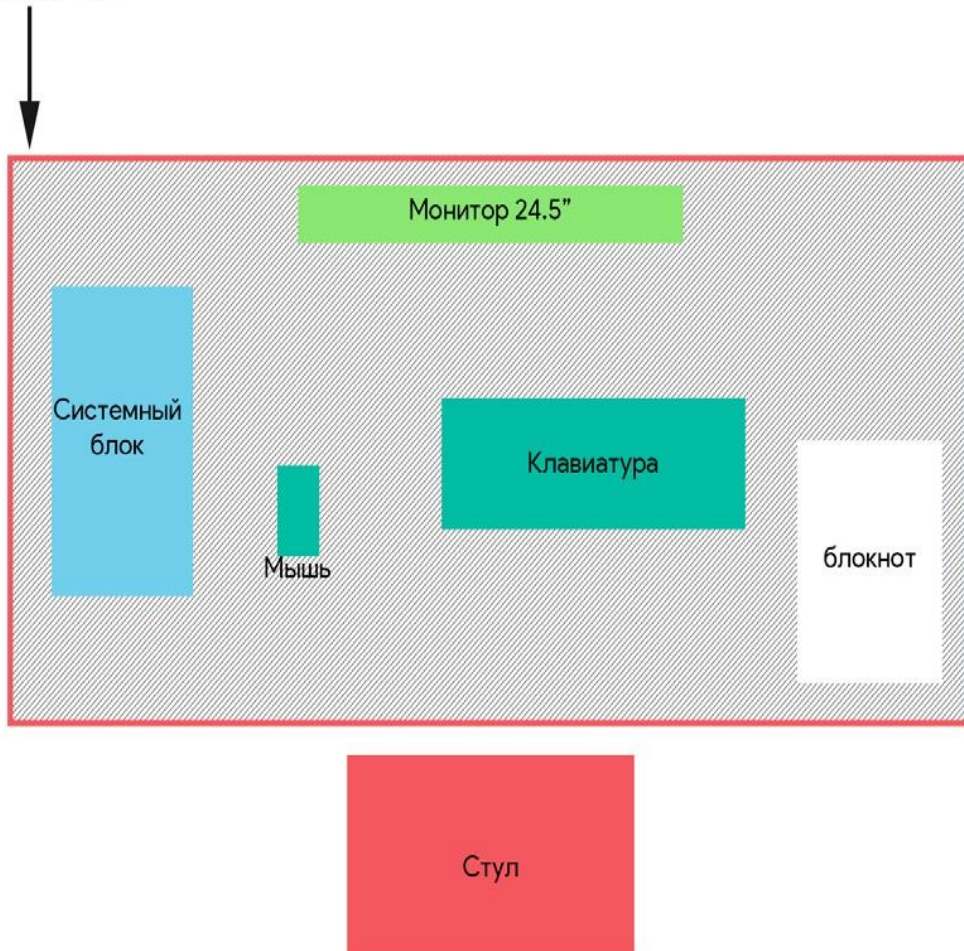 Монитор 24.5”
Системный
блок
Клавиатура
Мышь
блокнот
Стул